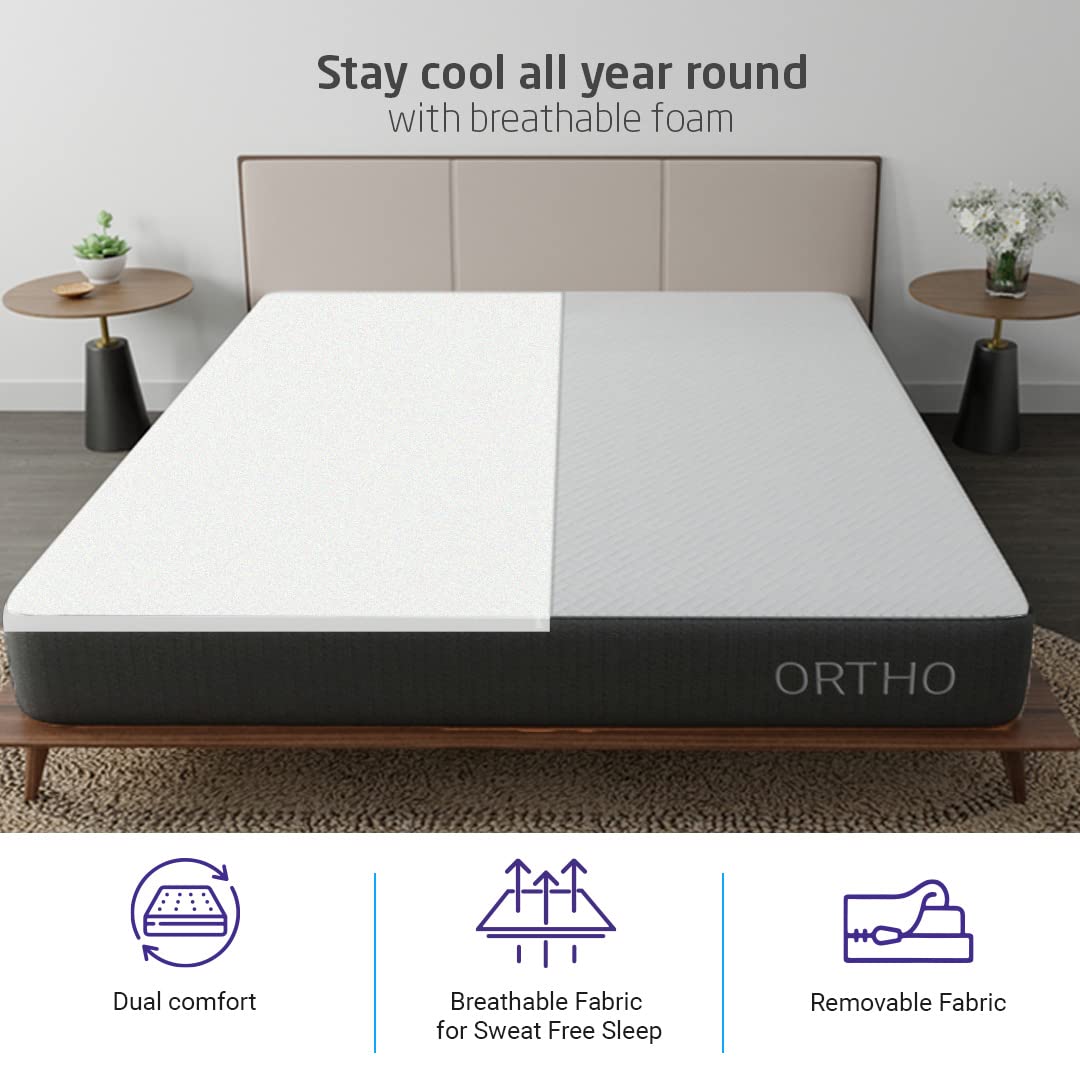 Stay cool all year round
with breathable foam
ORTHO
Dual comfort
Breathable Fabric
for Sweat Free Sleep
Removable Fabric